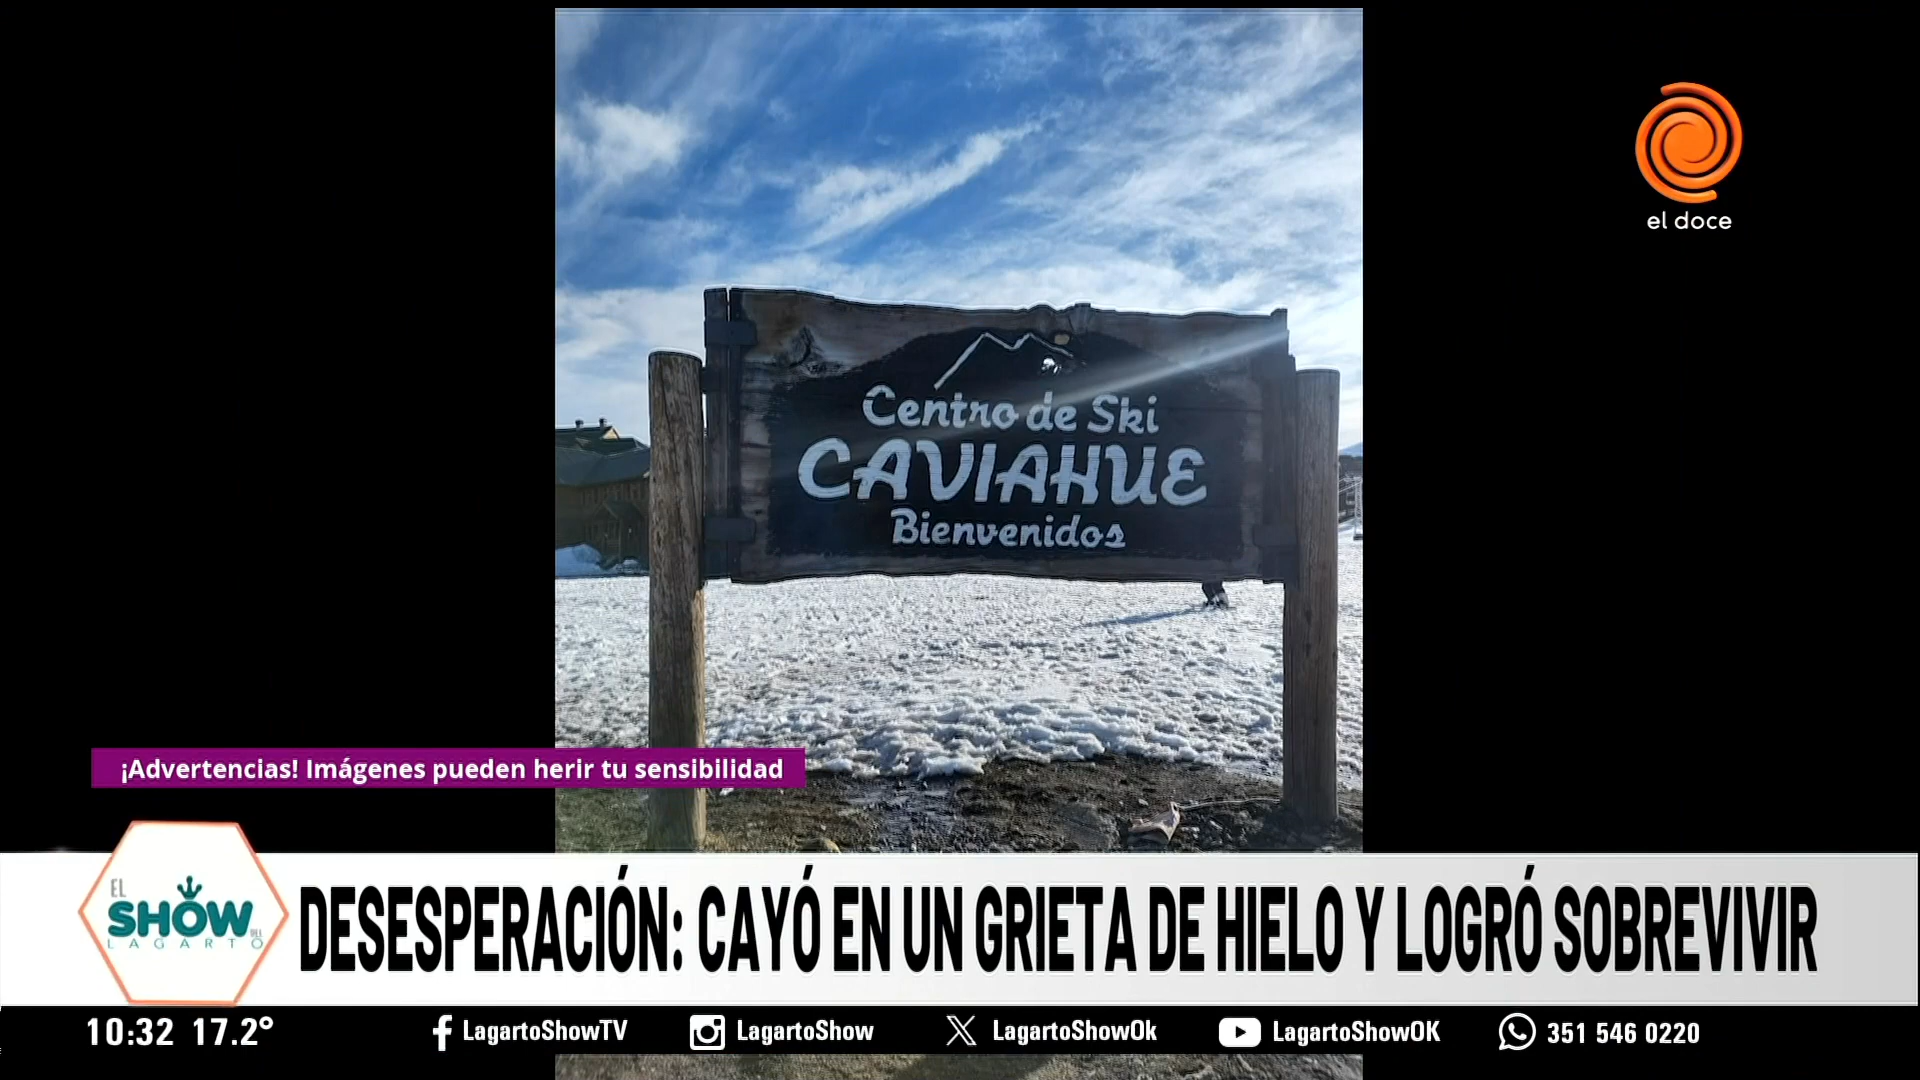 el doce
Centro de Ski
CAVIAHUE
Bienvenidos
¡Advertencias! Imágenes pueden herir tu sensibilidad
EL
SHOW
DEL
LAGARTO
DESESPERACIÓN: CAYÓ EN UN GRIETA DE HIELO Y LOGRÓ SOBREVIVIR
10:32 17.2° LagartoShowTV LagartoShow LagartoShowOk LagartoShowOK 351 546 0220